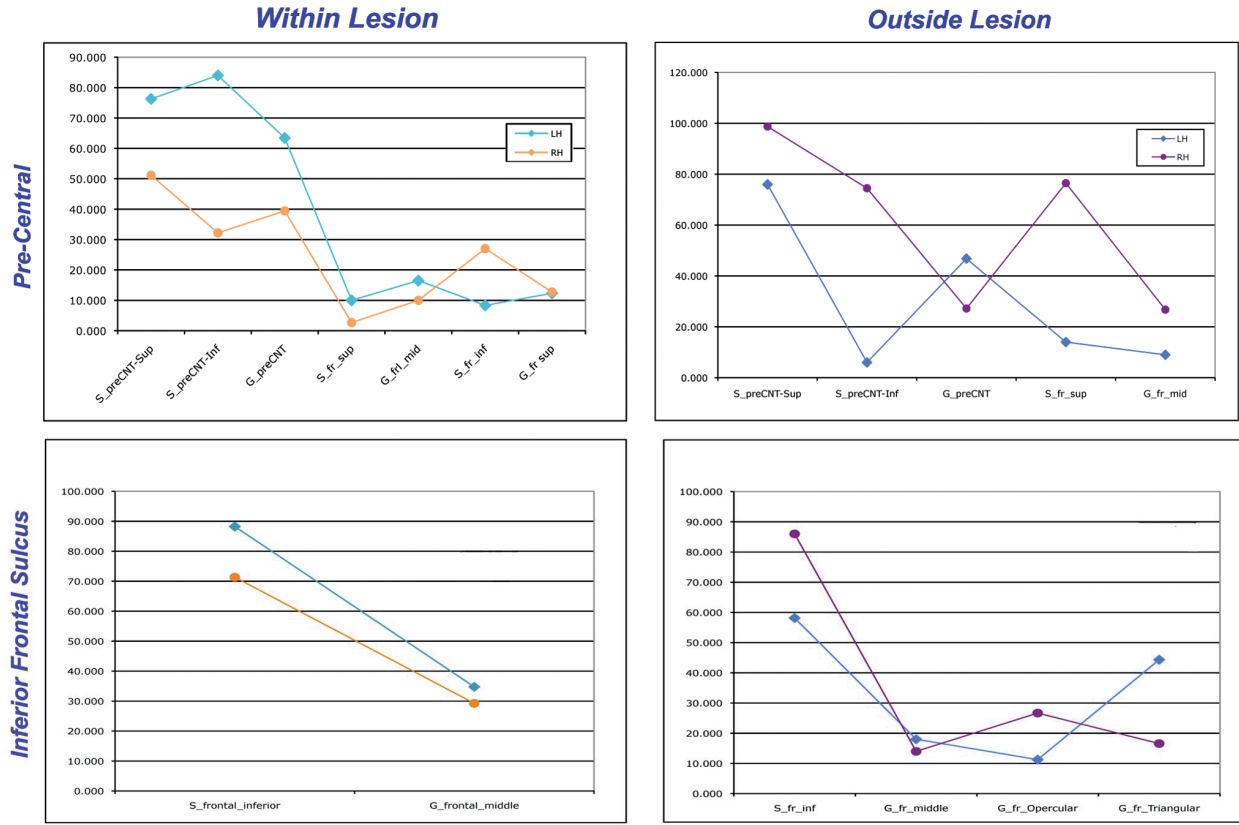 Within Lesion
Outside Lesion
Pre-Central
Inferior Frontal Sulcus
90.000
80.000
70.000
60.000
50.000
40.000
30.000
20.000
10.000
0.000
LH
RH
S_preCNT-Sup
S_preCNT-Inf
G_preCNT
S_fr_sup
G_frl_mid
S_fr_inf
G_fr sup
120.000
100.000
80.000
60.000
40.000
20.000
0.000
LH
RH
S_preCNT-Sup
S_preCNT-Inf
G_preCNT
S_fr_sup
G_fr_mid
100.000
90.000
80.000
70.000
60.000
50.000
40.000
30.000
20.000
10.000
0.000
S_frontal_inferior
G_frontal_middle
100.000
90.000
80.000
70.000
60.000
50.000
40.000
30.000
20.000
10.000
0.000
S_fr_inf
G_fr_middle
G_fr_Opercular
G_fr_Triangular